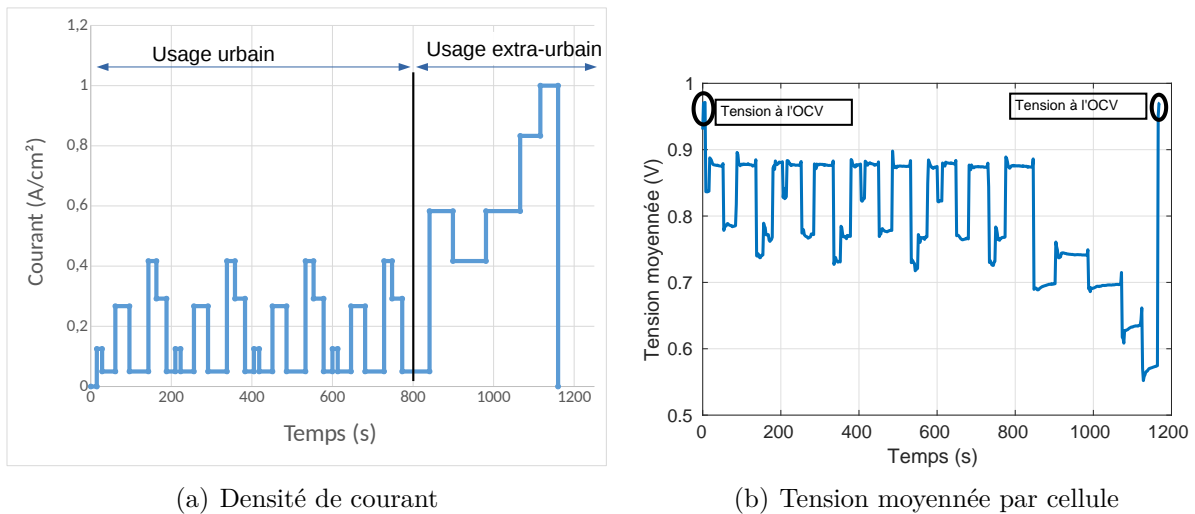 1,2
1
0,8
0,6
0,4
0,2
0
0
200
400
600
800
1000
1200
Courant (A/cm²)
Temps (s)
Usage urbain
Usage extra-urbain
1
0.9
0.8
0.7
0.6
0.5
0
200
400
600
800
1000
1200
Tension moyennée (V)
Temps (s)
Tension à l'OCV
Tension à l'OCV
(a) Densité de courant
(b) Tension moyennée par cellule